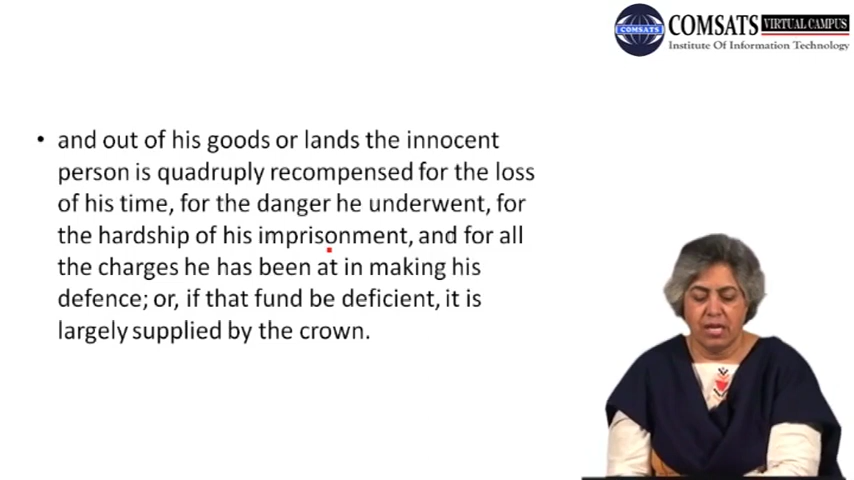 COMSATS
COMSATS VIRTUAL CAMPUS
Institute Of Information Technology
• and out of his goods or lands the innocent
person is quadruply recompensed for the loss
of his time, for the danger he underwent, for
the hardship of his imprisonment, and for all
the charges he has been at in making his
defence; or, if that fund be deficient, it is
largely supplied by the crown.